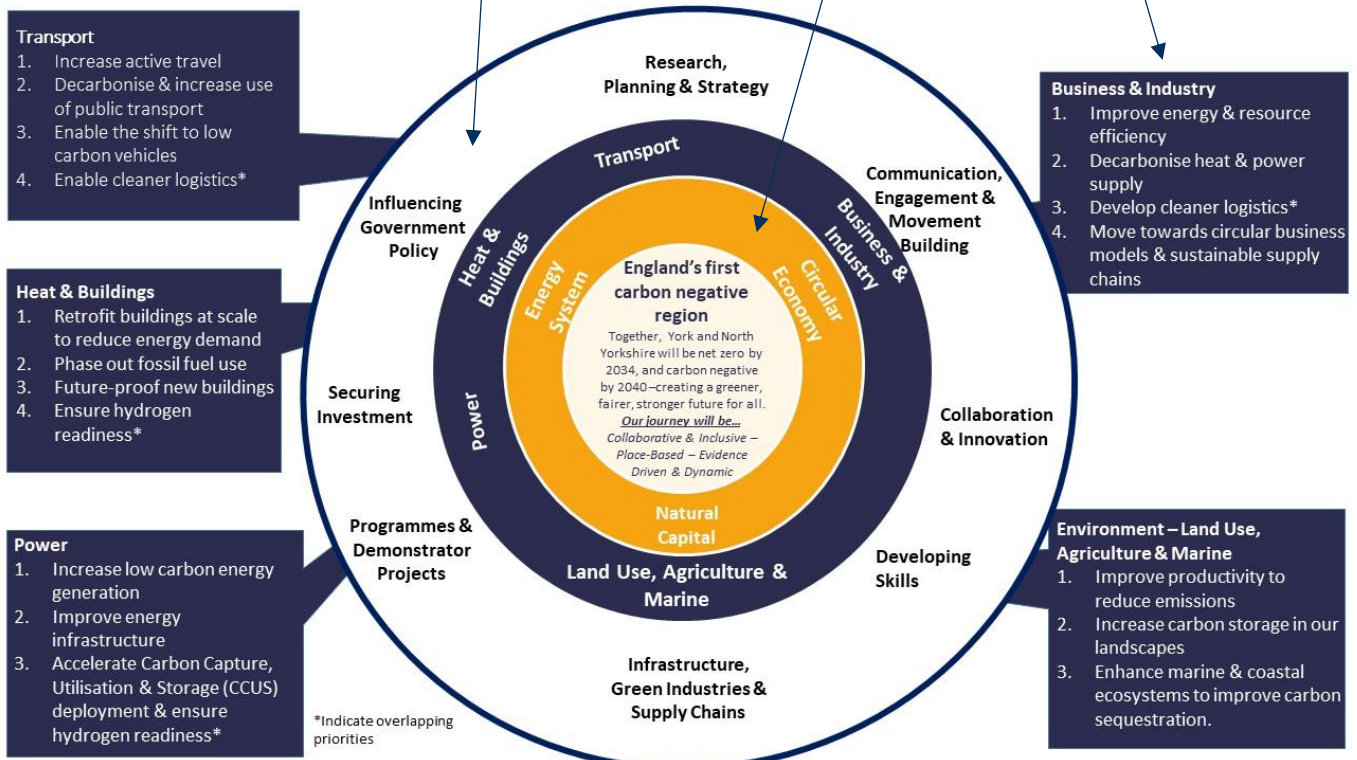 Transport
1. Increase active travel
2. Decarbonise & increase use
of public transport
3. Enable the shift to low
carbon vehicles
4. Enable cleaner logistics*
Heat & Buildings
1. Retrofit buildings at scale
to reduce energy demand
2. Phase out fossil fuel use
3. Future-proof new buildings
4. Ensure hydrogen
readiness*
Power
1. Increase low carbon energy
generation
2. Improve energy
infrastructure
3. Accelerate Carbon Capture,
Utilisation & Storage (CCUS)
deployment & ensure
hydrogen readiness*
*Indicate overlapping
priorities
Research,
Planning & Strategy
Communication,
Engagement &
Movement
Building
Collaboration
& Innovation
Developing
Skills
Infrastructure,
Green Industries &
Supply Chains
Programmes &
Demonstrator
Projects
Securing
Investment
Influencing
Government
Policy
Transport
Business &
Industry
Land Use, Agriculture &
Marine
Power
Heat &
Buildings
Energy
System
Circular
Economy
Natural
Capital
England's first
carbon negative
region
Together, York and North
Yorkshire will be net zero by
2034, and carbon negative
by 2040 –creating a greener,
fairer, stronger future for all.
Our journey will be...
Collaborative & Inclusive –
Place-Based – Evidence
Driven & Dynamic
Business & Industry
1. Improve energy & resource
efficiency
2. Decarbonise heat & power
supply
3. Develop cleaner logistics*
4. Move towards circular business
models & sustainable supply
chains
Environment – Land Use,
Agriculture & Marine
1. Improve productivity to
reduce emissions
2. Increase carbon storage in our
landscapes
3. Enhance marine & coastal
ecosystems to improve carbon
sequestration.